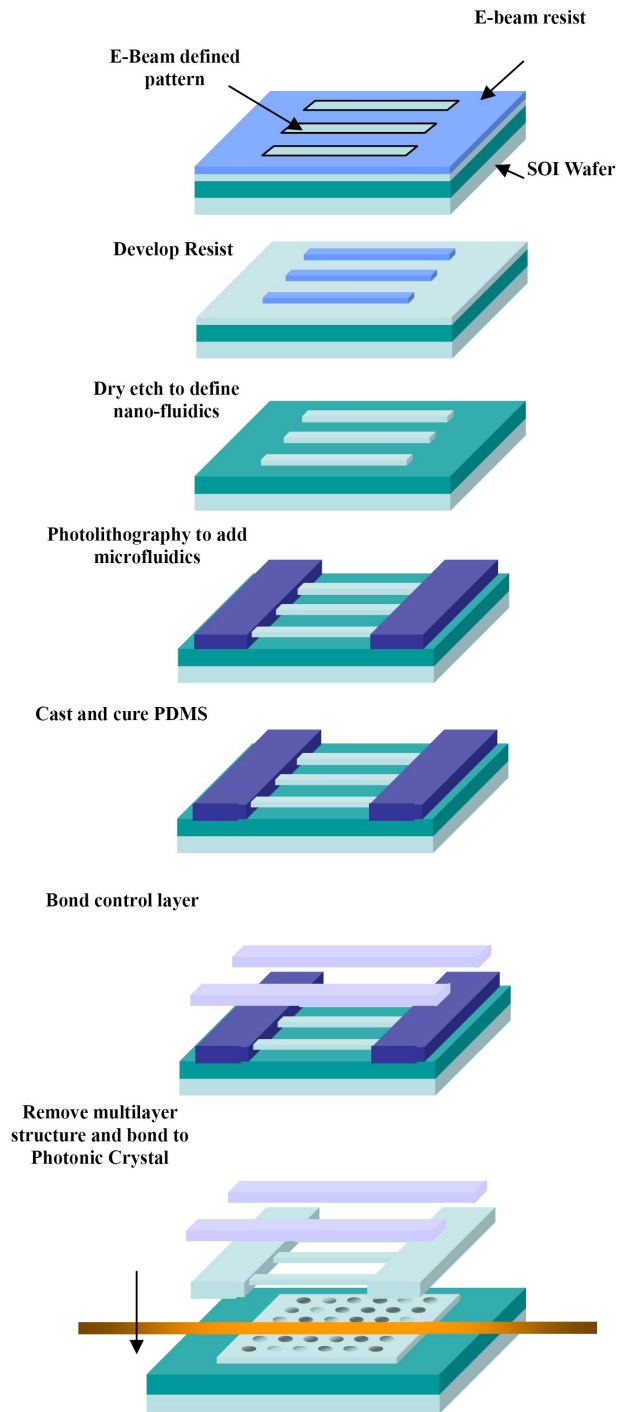 E-beam resist
E-Beam defined
pattern
SOI Wafer
Develop Resist
Dry etch to define
nano-fluidics
Photolithography to add
microfluidics
Cast and cure PDMS
Bond control layer
Remove multilayer
structure and bond to
Photonic Crystal